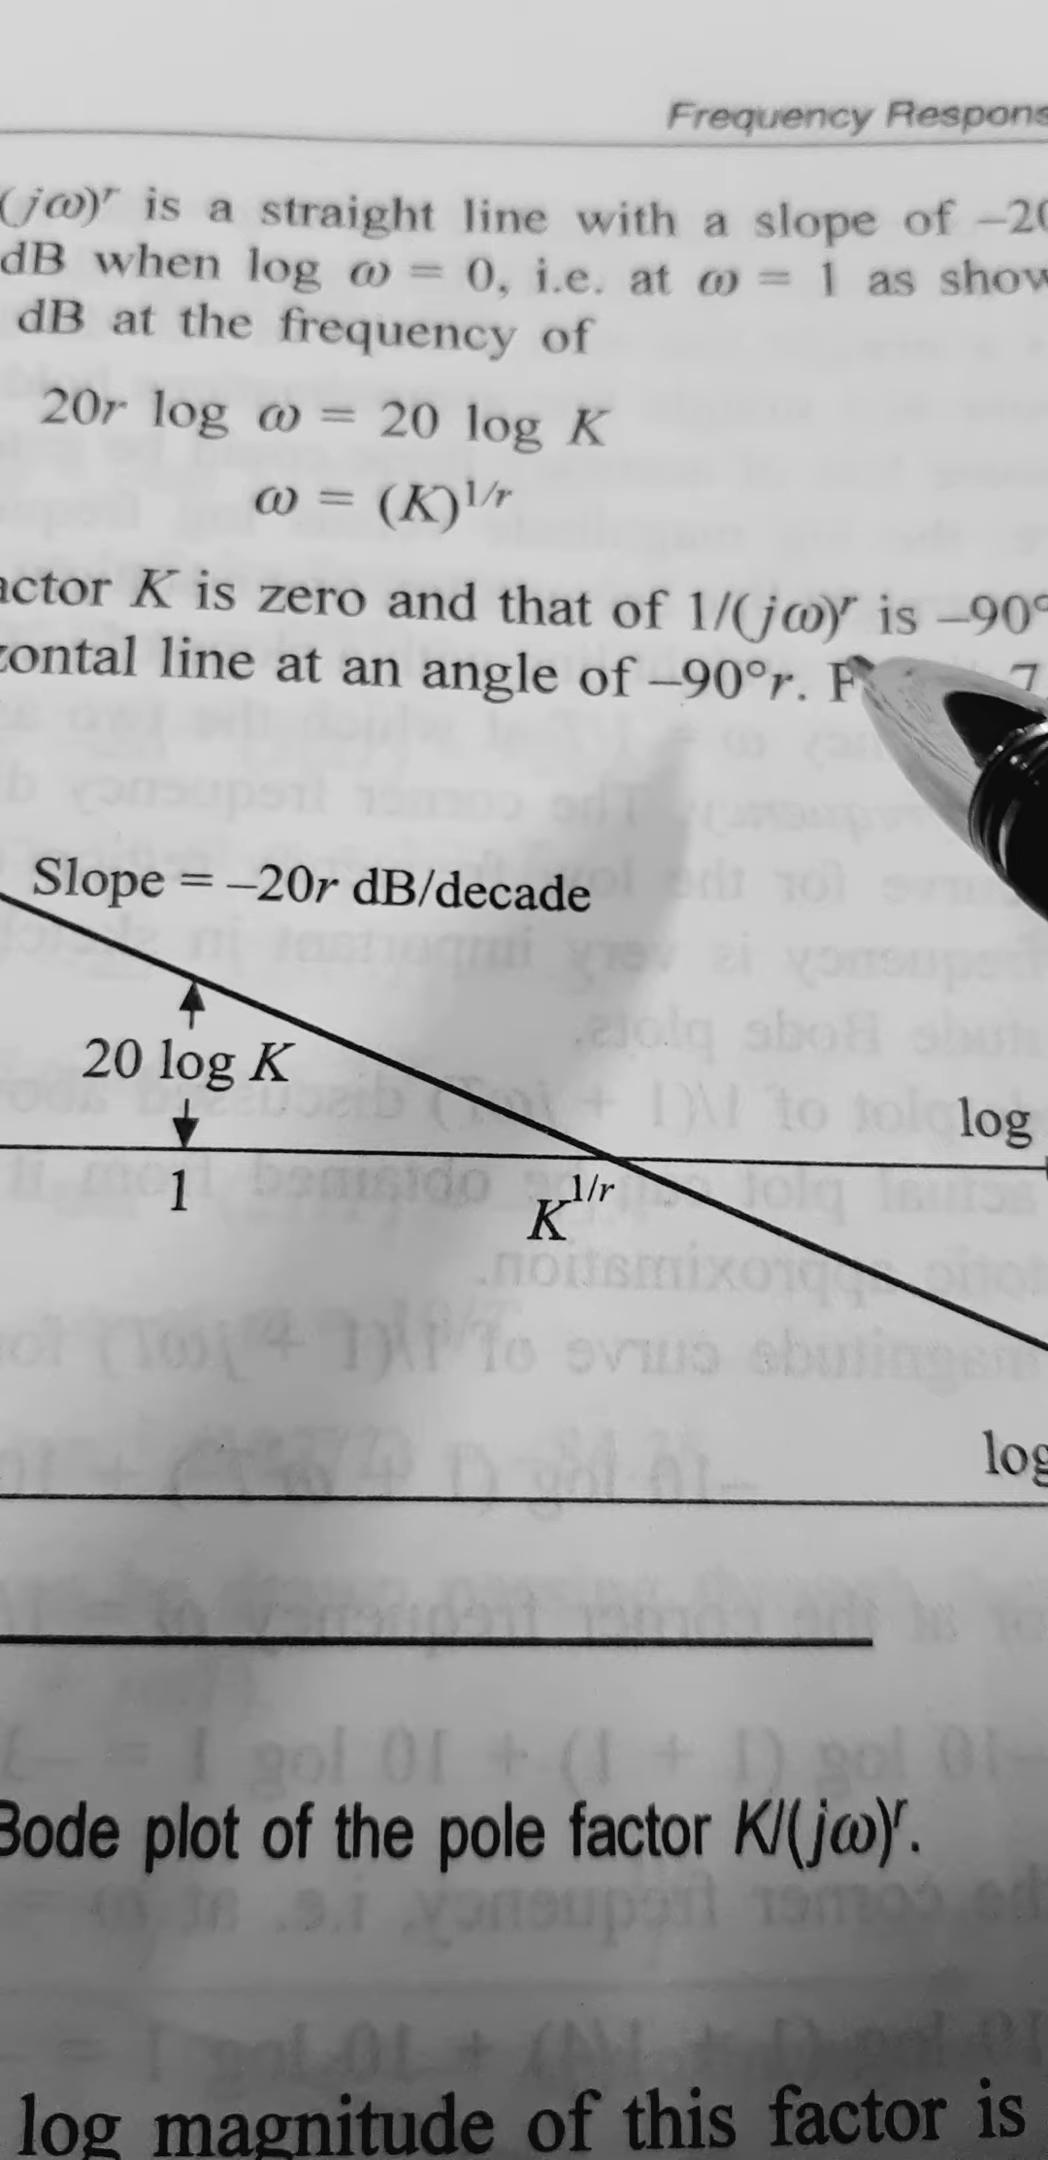 Frequency Respons
(jω)ʳ is a straight line with a slope of –20
dB when log ω = 0, i.e. at ω = 1 as show
dB at the frequency of
20r log ω = 20 log K
ω = (K)^1/r
actor K is zero and that of 1/(jω)ʳ is –90°
zontal line at an angle of –90°r. F 7
Slope = –20r dB/decade
20 log K
log
1
K^1/r
log
Bode plot of the pole factor K/(jω)ʳ.
log magnitude of this factor is